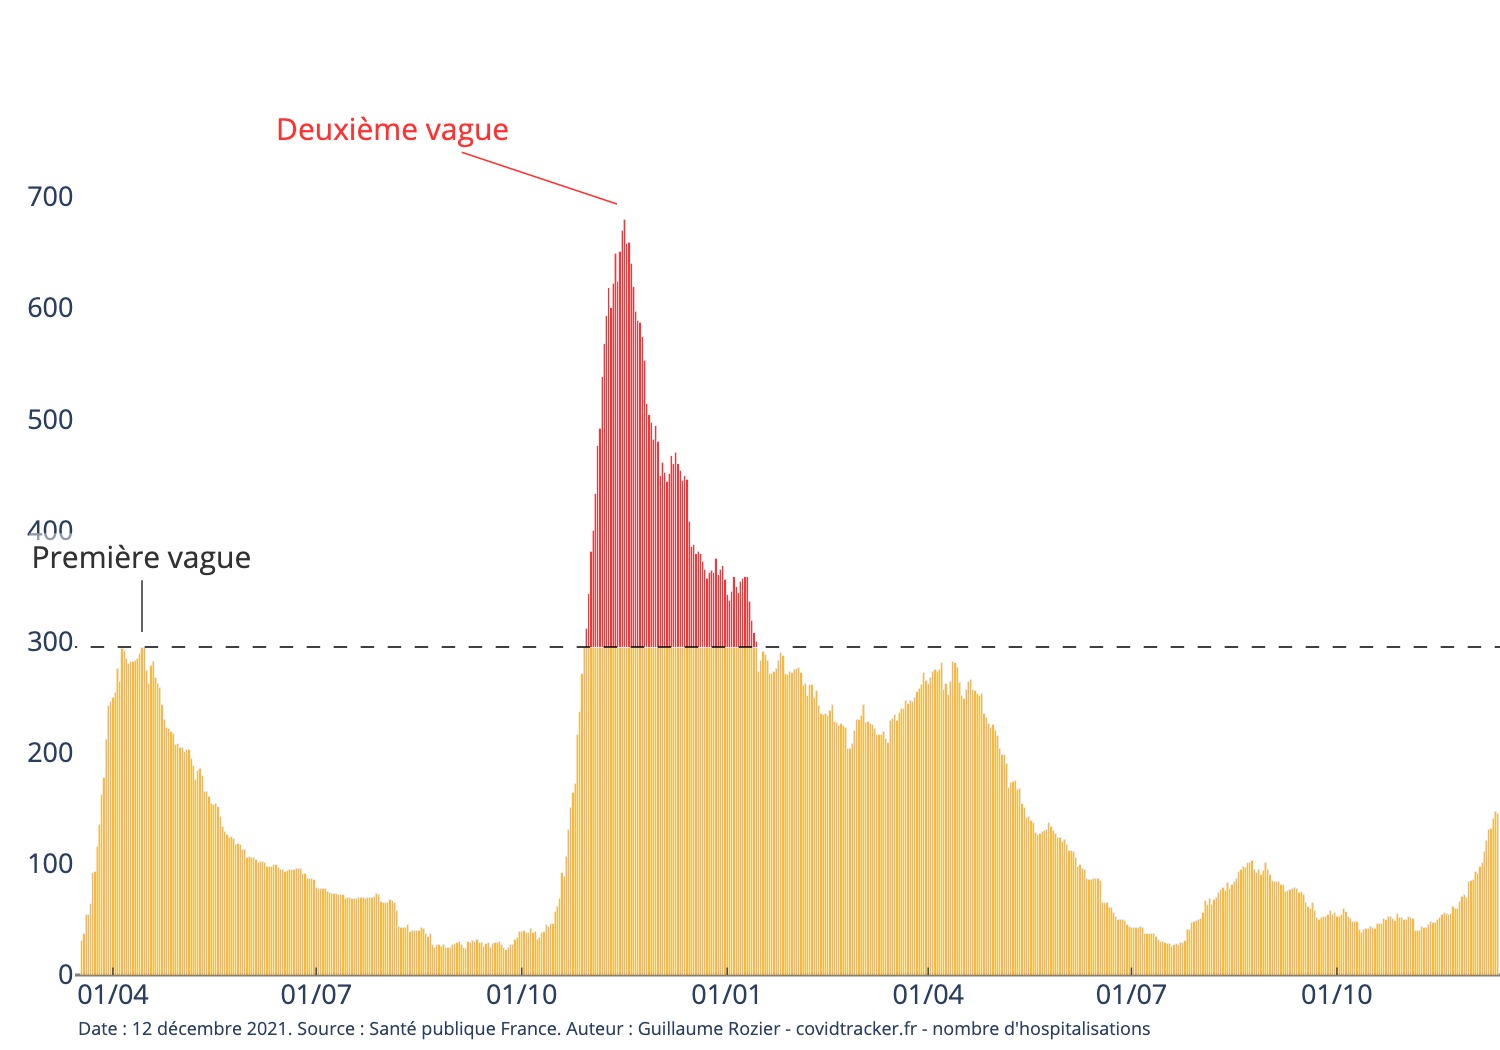 Deuxième vague
700
600
500
400
Première vague
300
200
100
0
01/04 01/07 01/10 01/01 01/04 01/07 01/10
Date : 12 décembre 2021. Source : Santé publique France. Auteur : Guillaume Rozier - covidtracker.fr - nombre d'hospitalisations